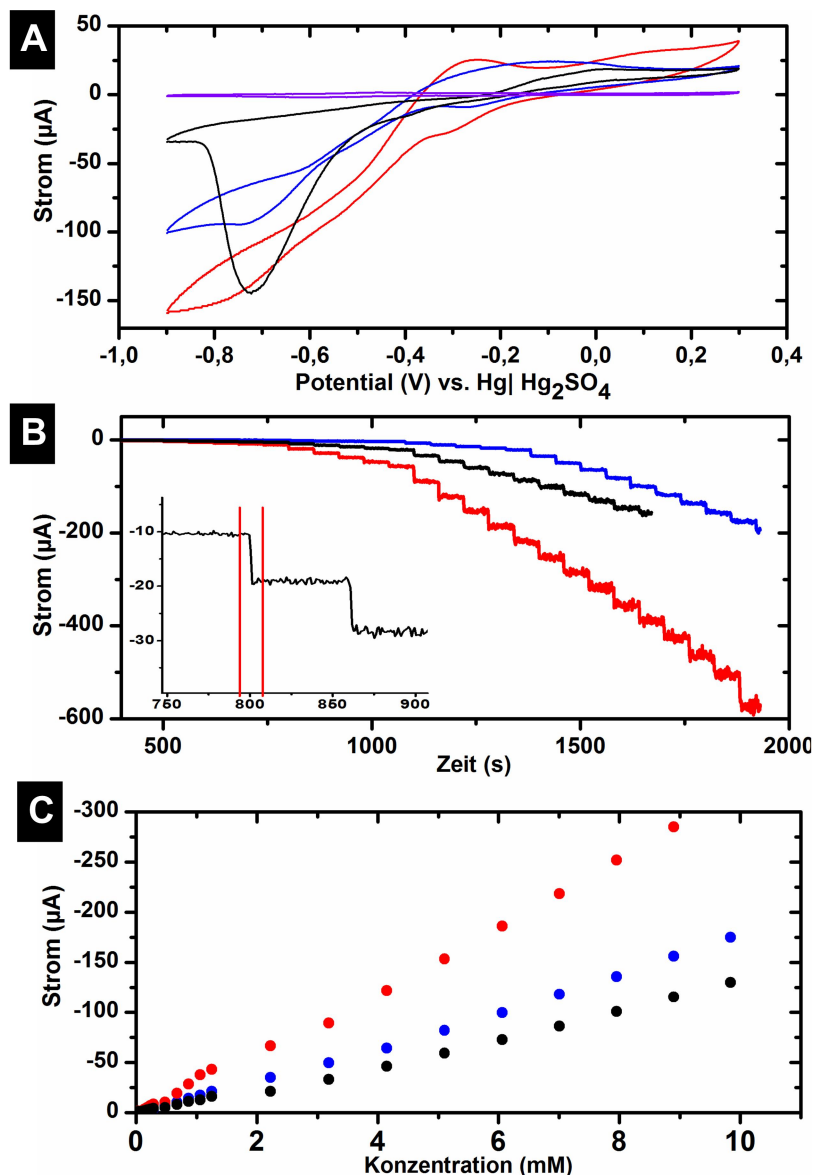 A
50
0
-50
-100
-150
Strom (µA)
-1,0 -0,8 -0,6 -0,4 -0,2 0,0 0,2 0,4
Potential (V) vs. Hg| Hg2SO4
B
0
-200
-400
-600
Strom (µA)
-10
-20
-30
750 800 850 900
500 1000 1500 2000
Zeit (s)
C
-300
-250
-200
-150
-100
-50
0
Strom (µA)
0 2 4 6 8 10
Konzentration (mM)